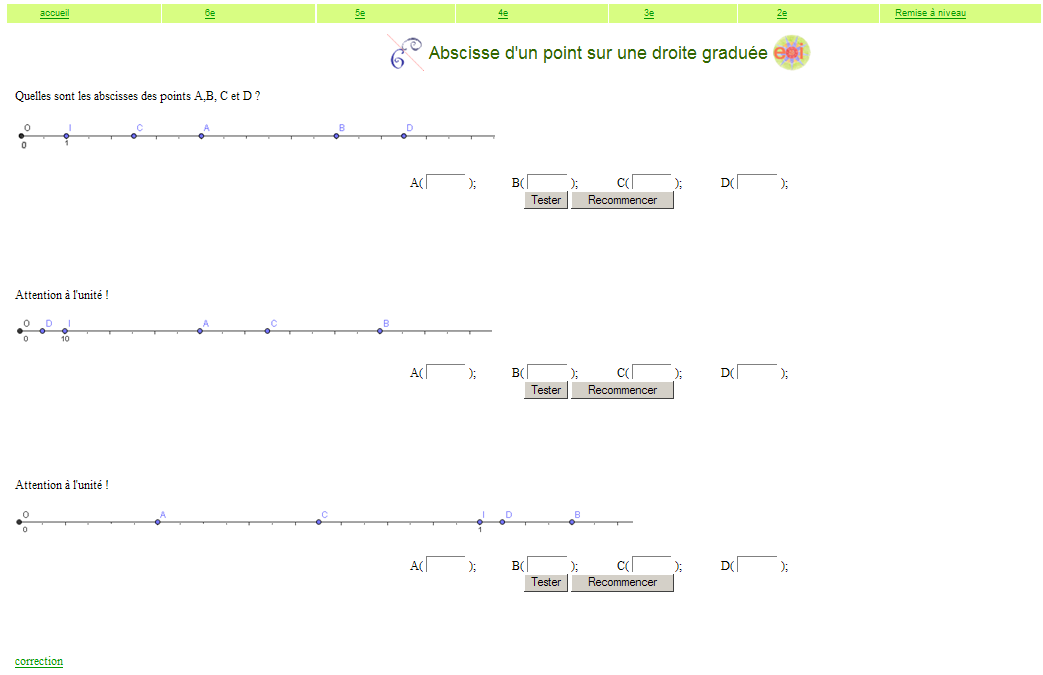 accueil 6e 5e 4e 3e 2e Remise à niveau
Abscisse d'un point sur une droite graduée epi
Quelles sont les abscisses des points A,B, C et D ?
O I C A B D
0 1
A( ); B( ); C( ); D( );
Tester Recommencer
Attention à l'unité !
O D I A C B
0 10
A( ); B( ); C( ); D( );
Tester Recommencer
Attention à l'unité !
O A C I D B
0 1
A( ); B( ); C( ); D( );
Tester Recommencer
correction